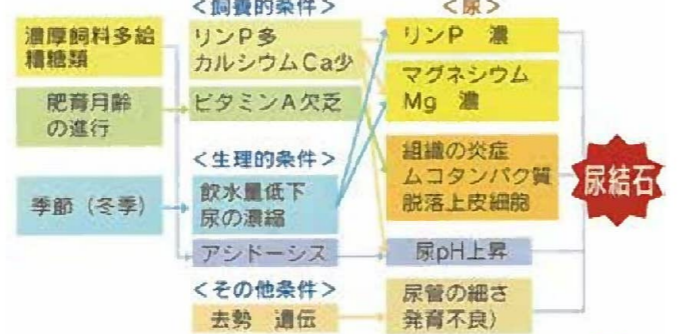 <飼養的条件>
<尿>
濃厚飼料多給
糟糖類
リンP多
カルシウムCa少
リンP 濃
肥育月齢
の進行
ビタミンA欠乏
マグネシウム
Mg 濃
<生理的条件>
組織の炎症
ムコタンパク質
脱落上皮細胞
季節（冬季）
飲水量低下
尿の濃縮
尿結石
アシドーシス
尿pH上昇
<その他条件>
去勢 遺伝
尿管の細さ
発育不良)